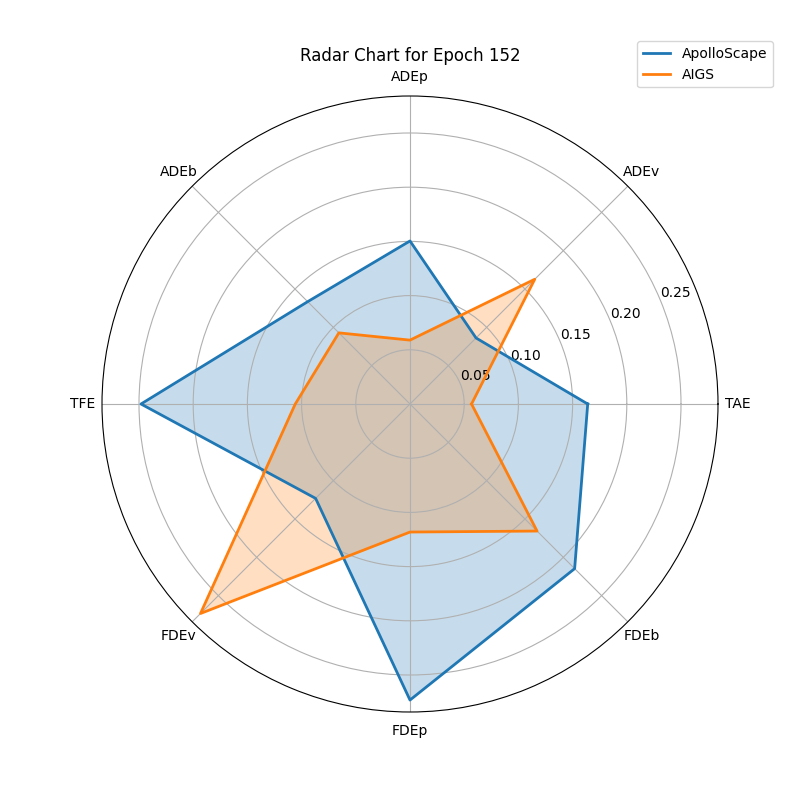 Radar Chart for Epoch 152
ApolloScape
AIGS
ADEp
ADEb
ADEv
0.25
0.20
0.15
0.10
0.05
TFE
TAE
FDEv
FDEb
FDEp